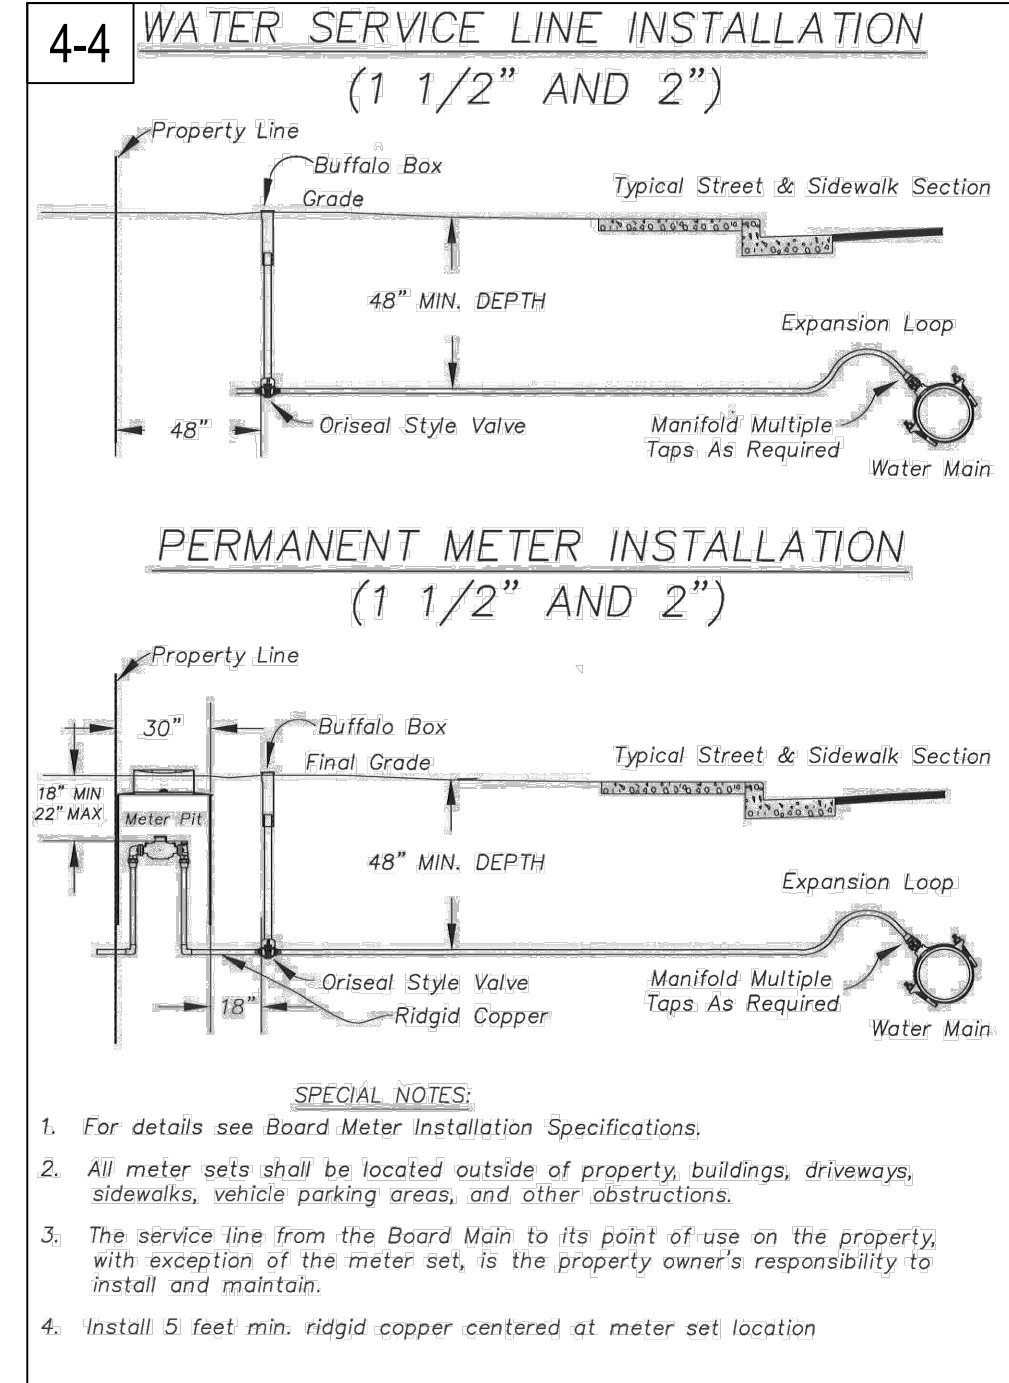 4-4
WATER SERVICE LINE INSTALLATION
(1 1/2" AND 2")
Property Line
Buffalo Box
Grade
Typical Street & Sidewalk Section
48" MIN. DEPTH
Expansion Loop
48"
Oriseal Style Valve
Manifold Multiple
Taps As Required
Water Main
PERMANENT METER INSTALLATION
(1 1/2" AND 2")
Property Line
30"
Buffalo Box
Final Grade
Typical Street & Sidewalk Section
18" MIN
22" MAX
Meter Pit
48" MIN. DEPTH
Expansion Loop
Oriseal Style Valve
Manifold Multiple
Taps As Required
18"
Ridgid Copper
Water Main
SPECIAL NOTES:
1. For details see Board Meter Installation Specifications.
2. All meter sets shall be located outside of property, buildings, driveways,
sidewalks, vehicle parking areas, and other obstructions.
3. The service line from the Board Main to its point of use on the property,
with exception of the meter set, is the property owner's responsibility to
install and maintain.
4. Install 5 feet min. ridgid copper centered at meter set location